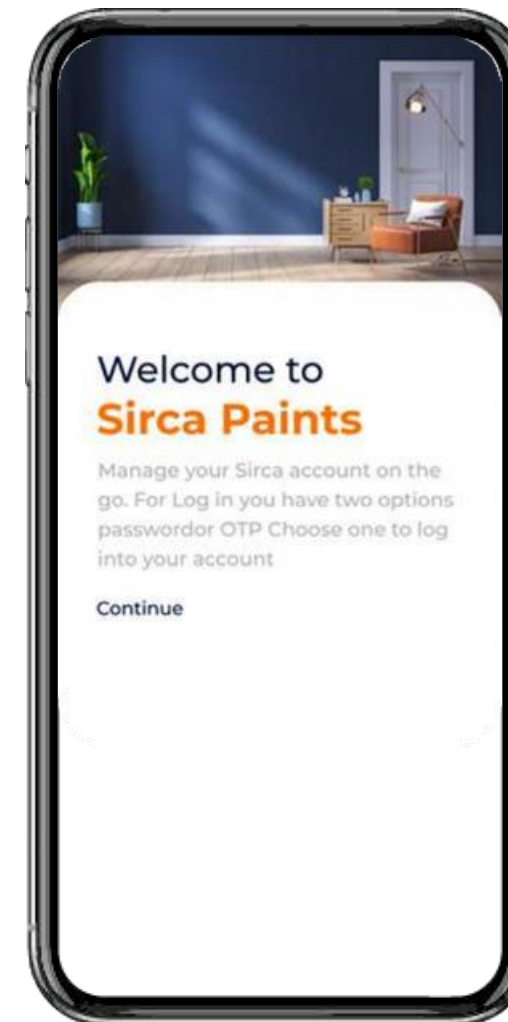 Welcome to
Sirca Paints
Manage your Sirca account on the
go. For Log in you have two options
passwordor OTP Choose one to log
into your account
Continue